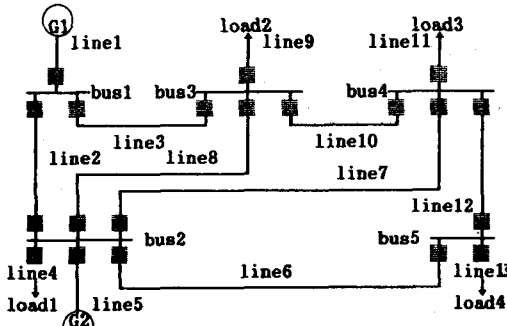 G1
load2
load3
line1
line9
line11
bus1
bus3
bus4
line3
line10
line2
line8
line7
line12
bus2
bus5
line4
line6
line13
load1
line5
load4
G2